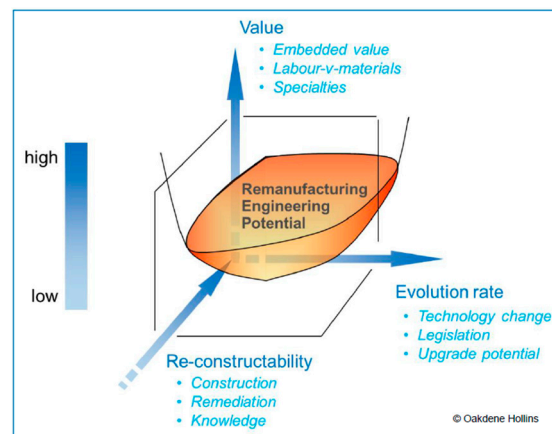 Value
• Embedded value
• Labour-v-materials
• Specialties
high
low
Remanufacturing
Engineering
Potential
Evolution rate
• Technology change
• Legislation
• Upgrade potential
Re-constructability
• Construction
• Remediation
• Knowledge
© Oakdene Hollins